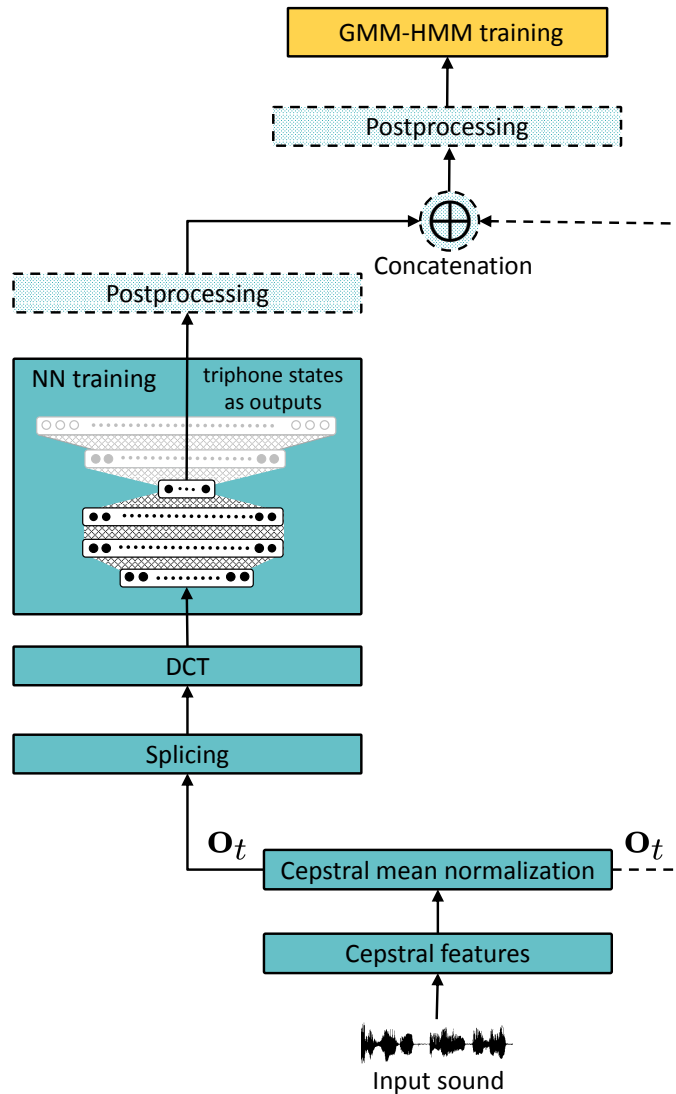 GMM-HMM training
Postprocessing
Concatenation
Postprocessing
NN training
triphone states
as outputs
DCT
Splicing
O_t
O_t
Cepstral mean normalization
Cepstral features
Input sound